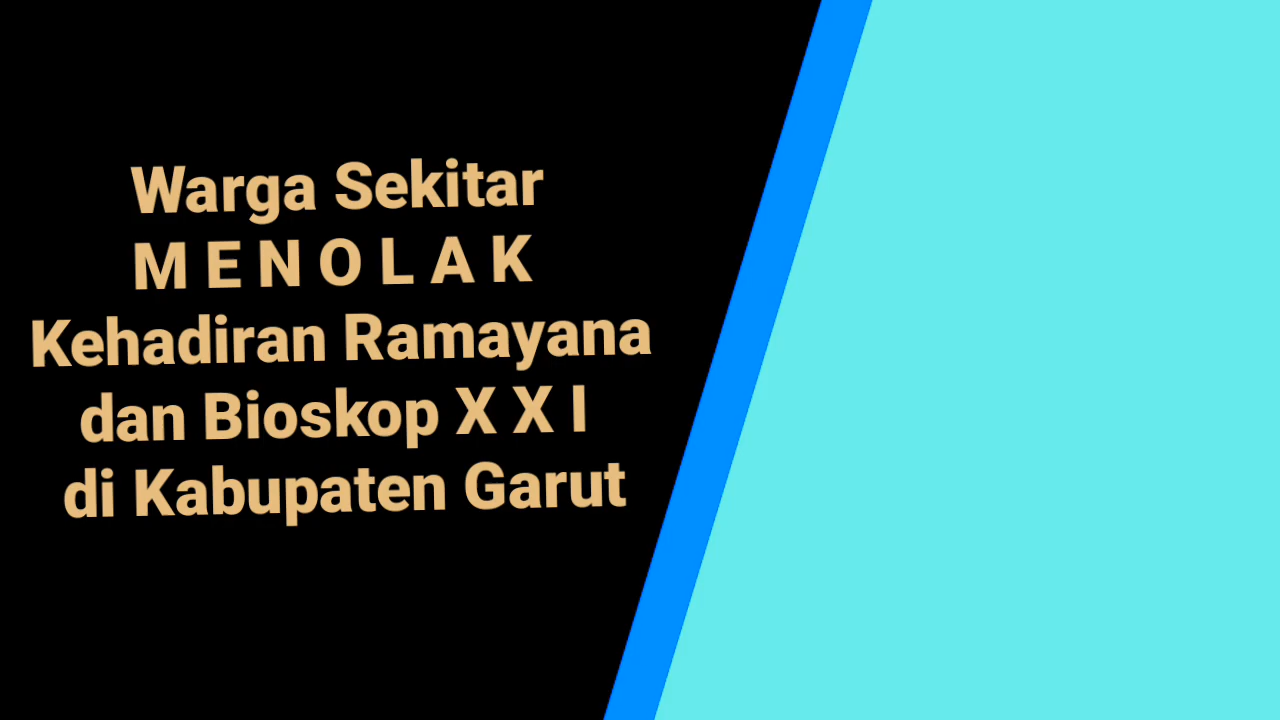 Warga Sekitar
M E N O L A K
Kehadiran Ramayana
dan Bioskop X X I
di Kabupaten Garut